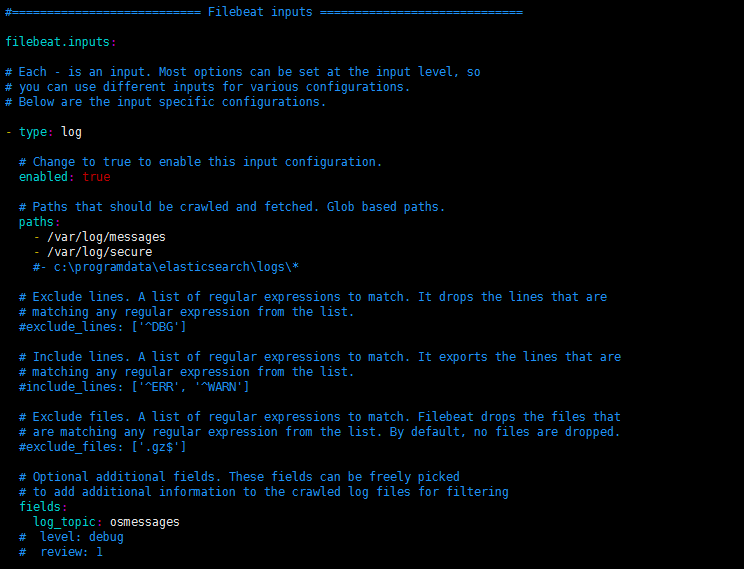 #=========================== Filebeat inputs =============================
filebeat.inputs:
# Each - is an input. Most options can be set at the input level, so
# you can use different inputs for various configurations.
# Below are the input specific configurations.
- type: log
  # Change to true to enable this input configuration.
  enabled: true
  # Paths that should be crawled and fetched. Glob based paths.
  paths:
    - /var/log/messages
    - /var/log/secure
    #- c:\programdata\elasticsearch\logs\*
  # Exclude lines. A list of regular expressions to match. It drops the lines that are
  # matching any regular expression from the list.
  #exclude_lines: ['^DBG']
  # Include lines. A list of regular expressions to match. It exports the lines that are
  # matching any regular expression from the list.
  #include_lines: ['^ERR', '^WARN']
  # Exclude files. A list of regular expressions to match. Filebeat drops the files that
  # are matching any regular expression from the list. By default, no files are dropped.
  #exclude_files: ['.gz$']
  # Optional additional fields. These fields can be freely picked
  # to add additional information to the crawled log files for filtering
  fields:
    log_topic: osmessages
  #  level: debug
  #  review: 1